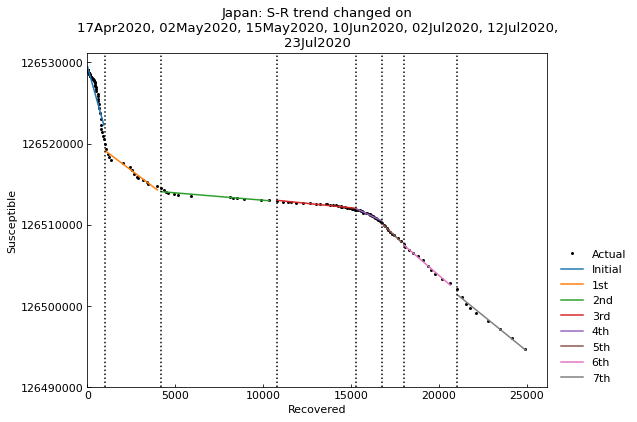 Japan: S-R trend changed on
17Apr2020, 02May2020, 15May2020, 10Jun2020, 02Jul2020, 12Jul2020,
23Jul2020
126530000
126520000
126510000
126500000
126490000
Susceptible
0
5000
10000
15000
20000
25000
Recovered
Actual
Initial
1st
2nd
3rd
4th
5th
6th
7th